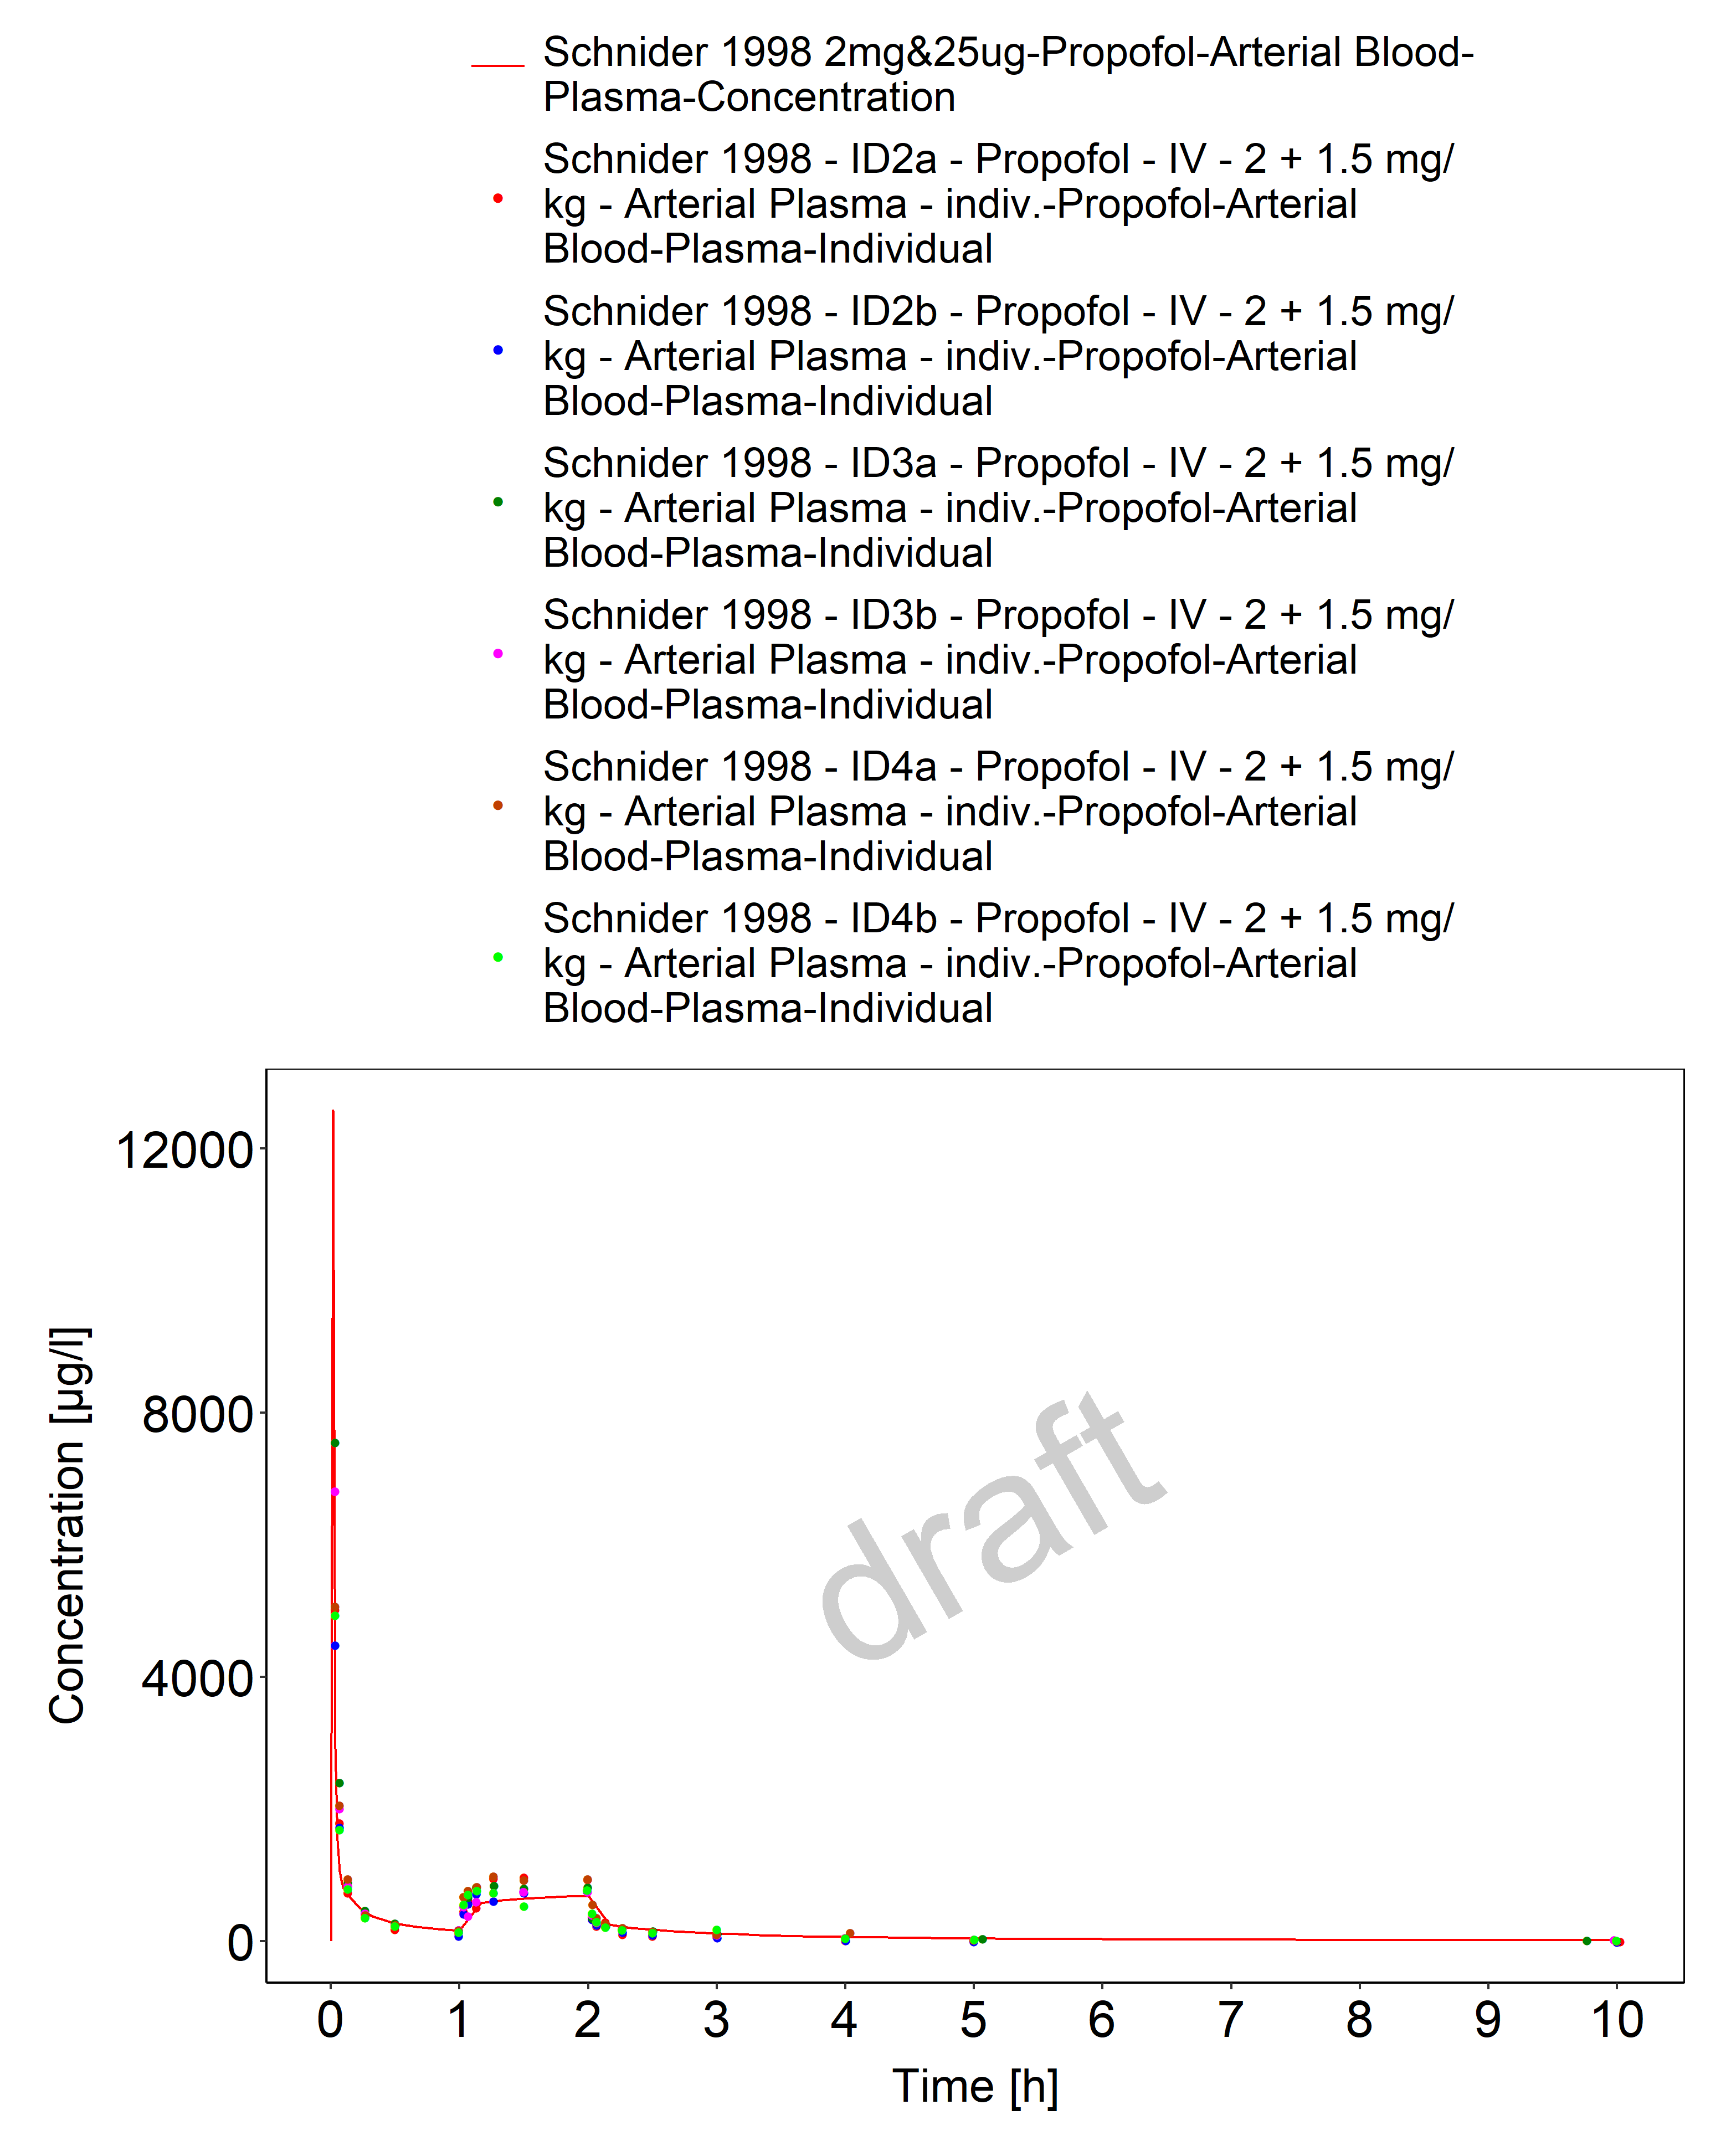 Schnider 1998 2mg&25ug-Propofol-Arterial Blood-
Plasma-Concentration
Schnider 1998 - ID2a - Propofol - IV - 2 + 1.5 mg/
kg - Arterial Plasma - indiv.-Propofol-Arterial
Blood-Plasma-Individual
Schnider 1998 - ID2b - Propofol - IV - 2 + 1.5 mg/
kg - Arterial Plasma - indiv.-Propofol-Arterial
Blood-Plasma-Individual
Schnider 1998 - ID3a - Propofol - IV - 2 + 1.5 mg/
kg - Arterial Plasma - indiv.-Propofol-Arterial
Blood-Plasma-Individual
Schnider 1998 - ID3b - Propofol - IV - 2 + 1.5 mg/
kg - Arterial Plasma - indiv.-Propofol-Arterial
Blood-Plasma-Individual
Schnider 1998 - ID4a - Propofol - IV - 2 + 1.5 mg/
kg - Arterial Plasma - indiv.-Propofol-Arterial
Blood-Plasma-Individual
Schnider 1998 - ID4b - Propofol - IV - 2 + 1.5 mg/
kg - Arterial Plasma - indiv.-Propofol-Arterial
Blood-Plasma-Individual
Concentration [µg/l]
12000
8000
4000
0
draft
0 1 2 3 4 5 6 7 8 9 10
Time [h]